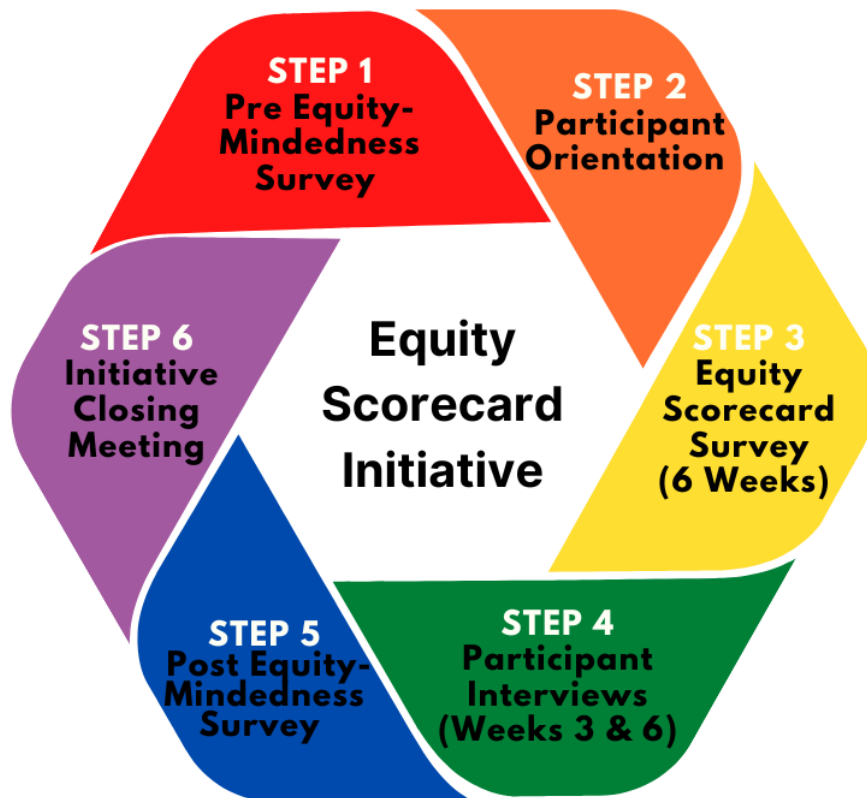 STEP 1
Pre Equity-
Mindedness
Survey
STEP 2
Participant
Orientation
STEP 3
Equity
Scorecard
Survey
(6 Weeks)
STEP 4
Participant
Interviews
(Weeks 3 & 6)
STEP 5
Post Equity-
Mindedness
Survey
STEP 6
Initiative
Closing
Meeting
Equity
Scorecard
Initiative